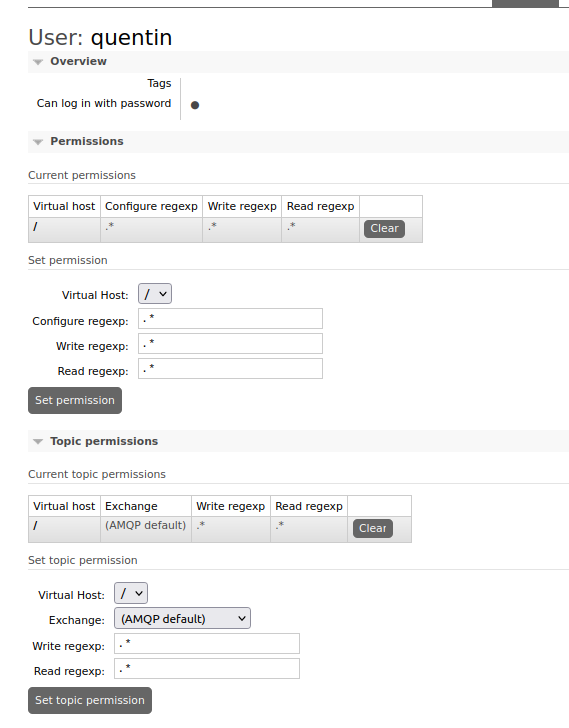 User: quentin
Overview
Tags
Can log in with password ●
Permissions
Current permissions
Virtual host Configure regexp Write regexp Read regexp
/ .* .* .* Clear
Set permission
Virtual Host: /
Configure regexp: .*
Write regexp: .*
Read regexp: .*
Set permission
Topic permissions
Current topic permissions
Virtual host Exchange Write regexp Read regexp
/ (AMQP default) .* .* Clear
Set topic permission
Virtual Host: /
Exchange: (AMQP default)
Write regexp: .*
Read regexp: .*
Set topic permission